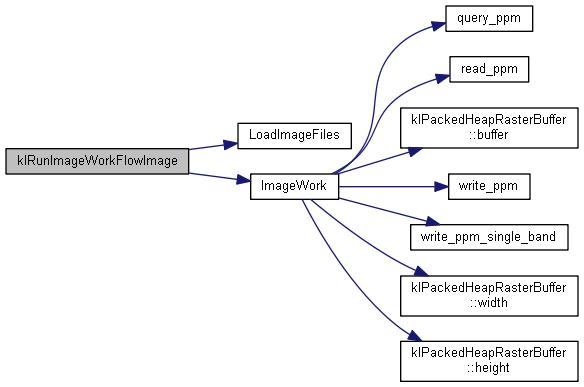 klRunImageWorkFlowImage
LoadImageFiles
ImageWork
query_ppm
read_ppm
klPackedHeapRasterBuffer
::buffer
write_ppm
write_ppm_single_band
klPackedHeapRasterBuffer
::width
klPackedHeapRasterBuffer
::height